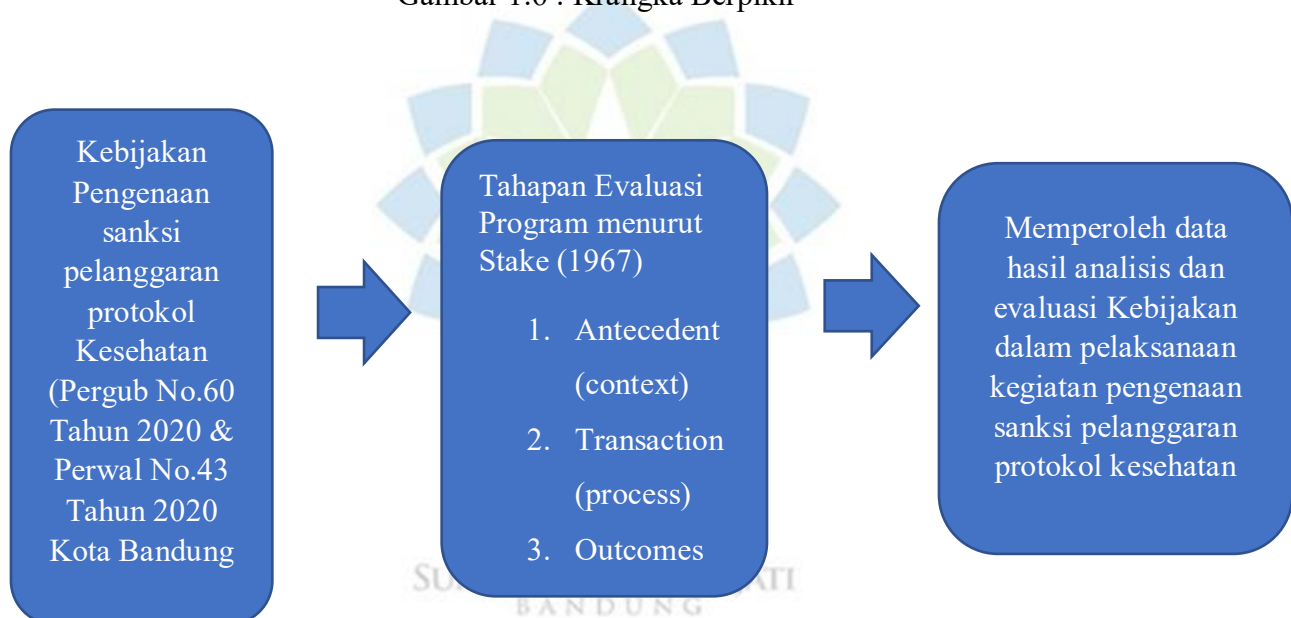 Kebijakan
Pengenaan
sanksi
pelanggaran
protokol
Kesehatan
(Pergub No.60
Tahun 2020 &
Perwal No.43
Tahun 2020
Kota Bandung
Tahapan Evaluasi
Program menurut
Stake (1967)
1. Antecedent
(context)
2. Transaction
(process)
3. Outcomes
Memperoleh data
hasil analisis dan
evaluasi Kebijakan
dalam pelaksanaan
kegiatan pengenaan
sanksi pelanggaran
protokol kesehatan
BANDUNG